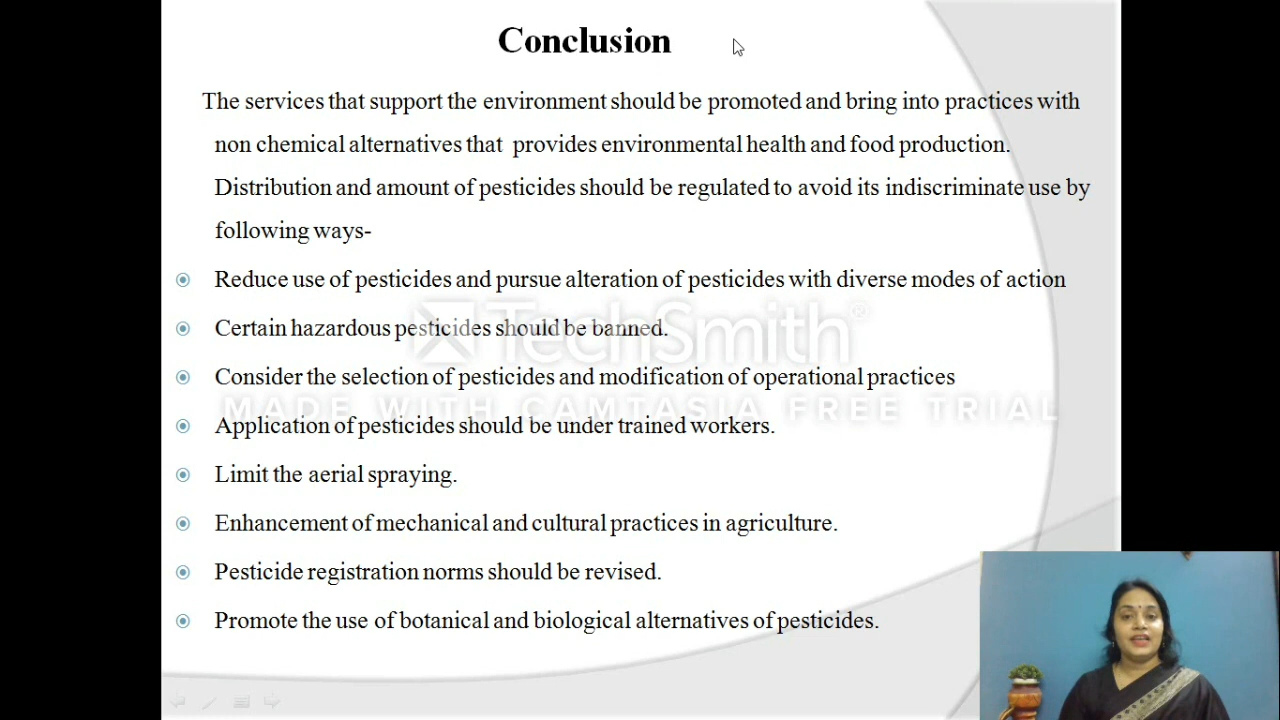 Conclusion
The services that support the environment should be promoted and bring into practices with
non chemical alternatives that provides environmental health and food production.
Distribution and amount of pesticides should be regulated to avoid its indiscriminate use by
following ways-
Reduce use of pesticides and pursue alteration of pesticides with diverse modes of action
Certain hazardous pesticides should be banned.
TechSmith®
Consider the selection of pesticides and modification of operational practices
MADE WITH CAMTASIA FREE TRIAL
Application of pesticides should be under trained workers.
Limit the aerial spraying.
Enhancement of mechanical and cultural practices in agriculture.
Pesticide registration norms should be revised.
Promote the use of botanical and biological alternatives of pesticides.